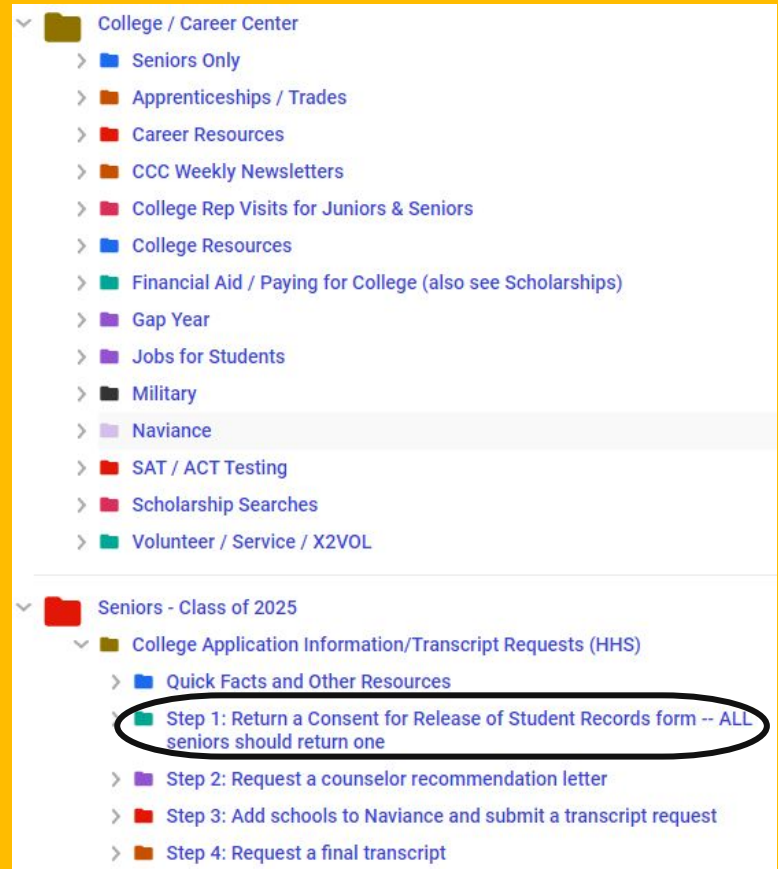 College / Career Center
Seniors Only
Apprenticeships / Trades
Career Resources
CCC Weekly Newsletters
College Rep Visits for Juniors & Seniors
College Resources
Financial Aid / Paying for College (also see Scholarships)
Gap Year
Jobs for Students
Military
Naviance
SAT / ACT Testing
Scholarship Searches
Volunteer / Service / X2VOL
Seniors - Class of 2025
College Application Information/Transcript Requests (HHS)
Quick Facts and Other Resources
Step 1: Return a Consent for Release of Student Records form -- ALL
seniors should return one
Step 2: Request a counselor recommendation letter
Step 3: Add schools to Naviance and submit a transcript request
Step 4: Request a final transcript